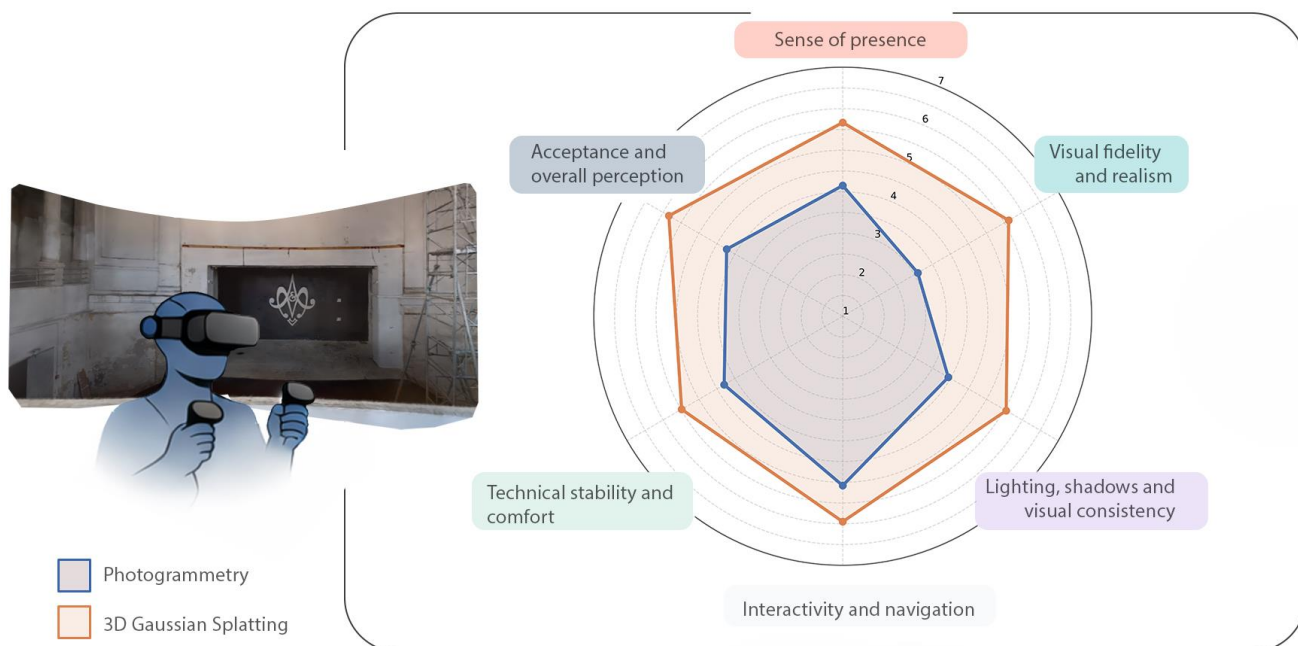 Sense of presence
7
6
Acceptance and
overall perception
Visual fidelity
and realism
5
4
3
2
1
Technical stability and
comfort
Lighting, shadows and
visual consistency
Photogrammetry
Interactivity and navigation
3D Gaussian Splatting